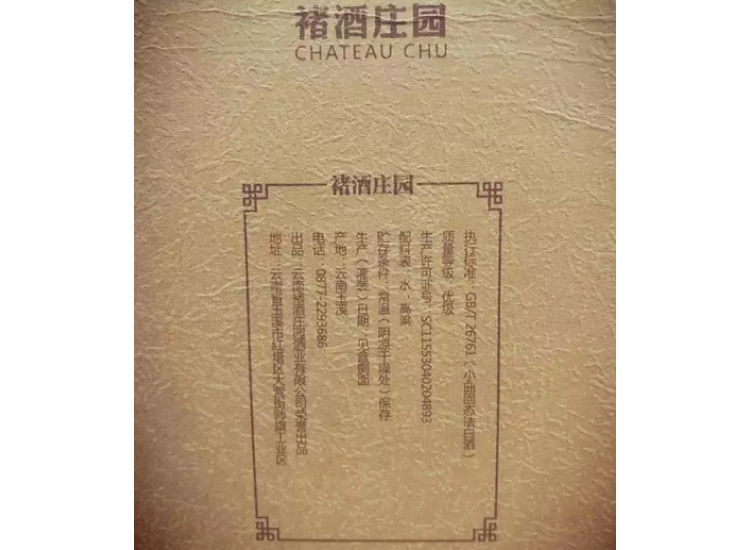 褚酒庄园
CHATEAU CHU
褚酒庄园
执行标准：GB/T 26761（小曲固态法白酒）
质量等级：优级
生产许可证号：SC11553040204893
配料表：水、高粱
贮存条件：常温（阴凉干燥处）保存
生产（灌装）日期：见盒侧面
产地：云南玉溪
电话：0877-2293686
出品：云南褚酒庄园酒业有限公司荣誉出品
地址：云南省玉溪市红塔区大营街师旗工业区